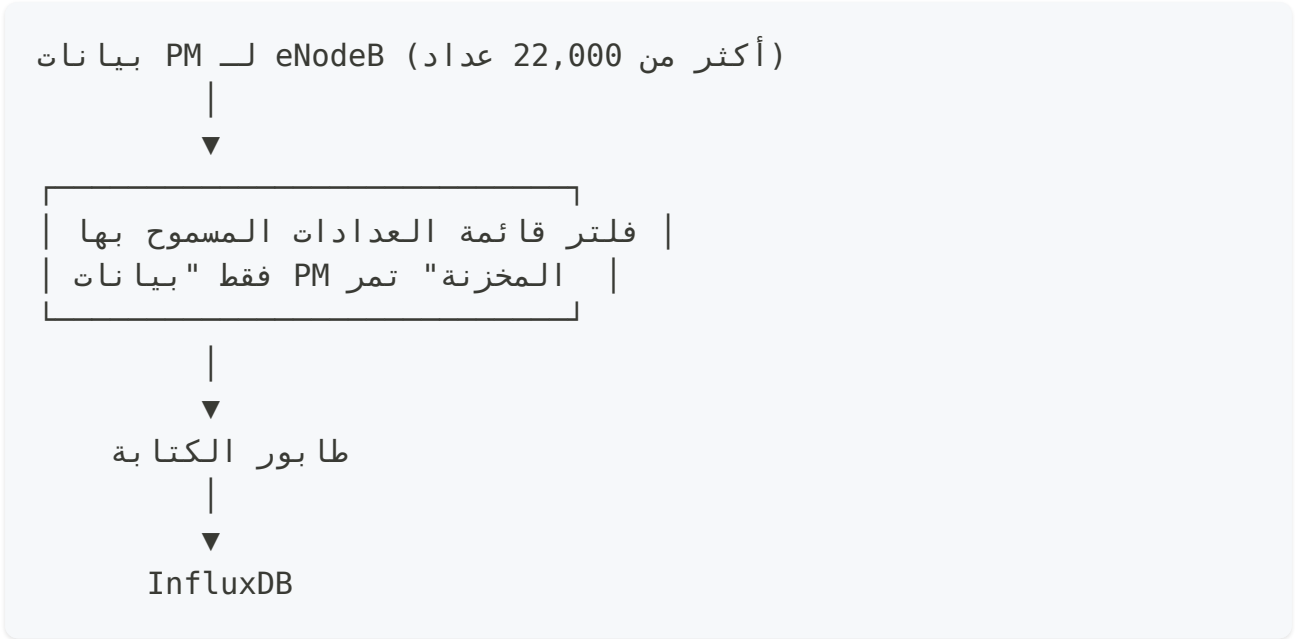 بيانات PM لـ eNodeB (أكثر من 22,000 عداد)
فلتر قائمة العدادات المسموح بها
فقط "بيانات PM المخزنة" تمر
طابور الكتابة
InfluxDB